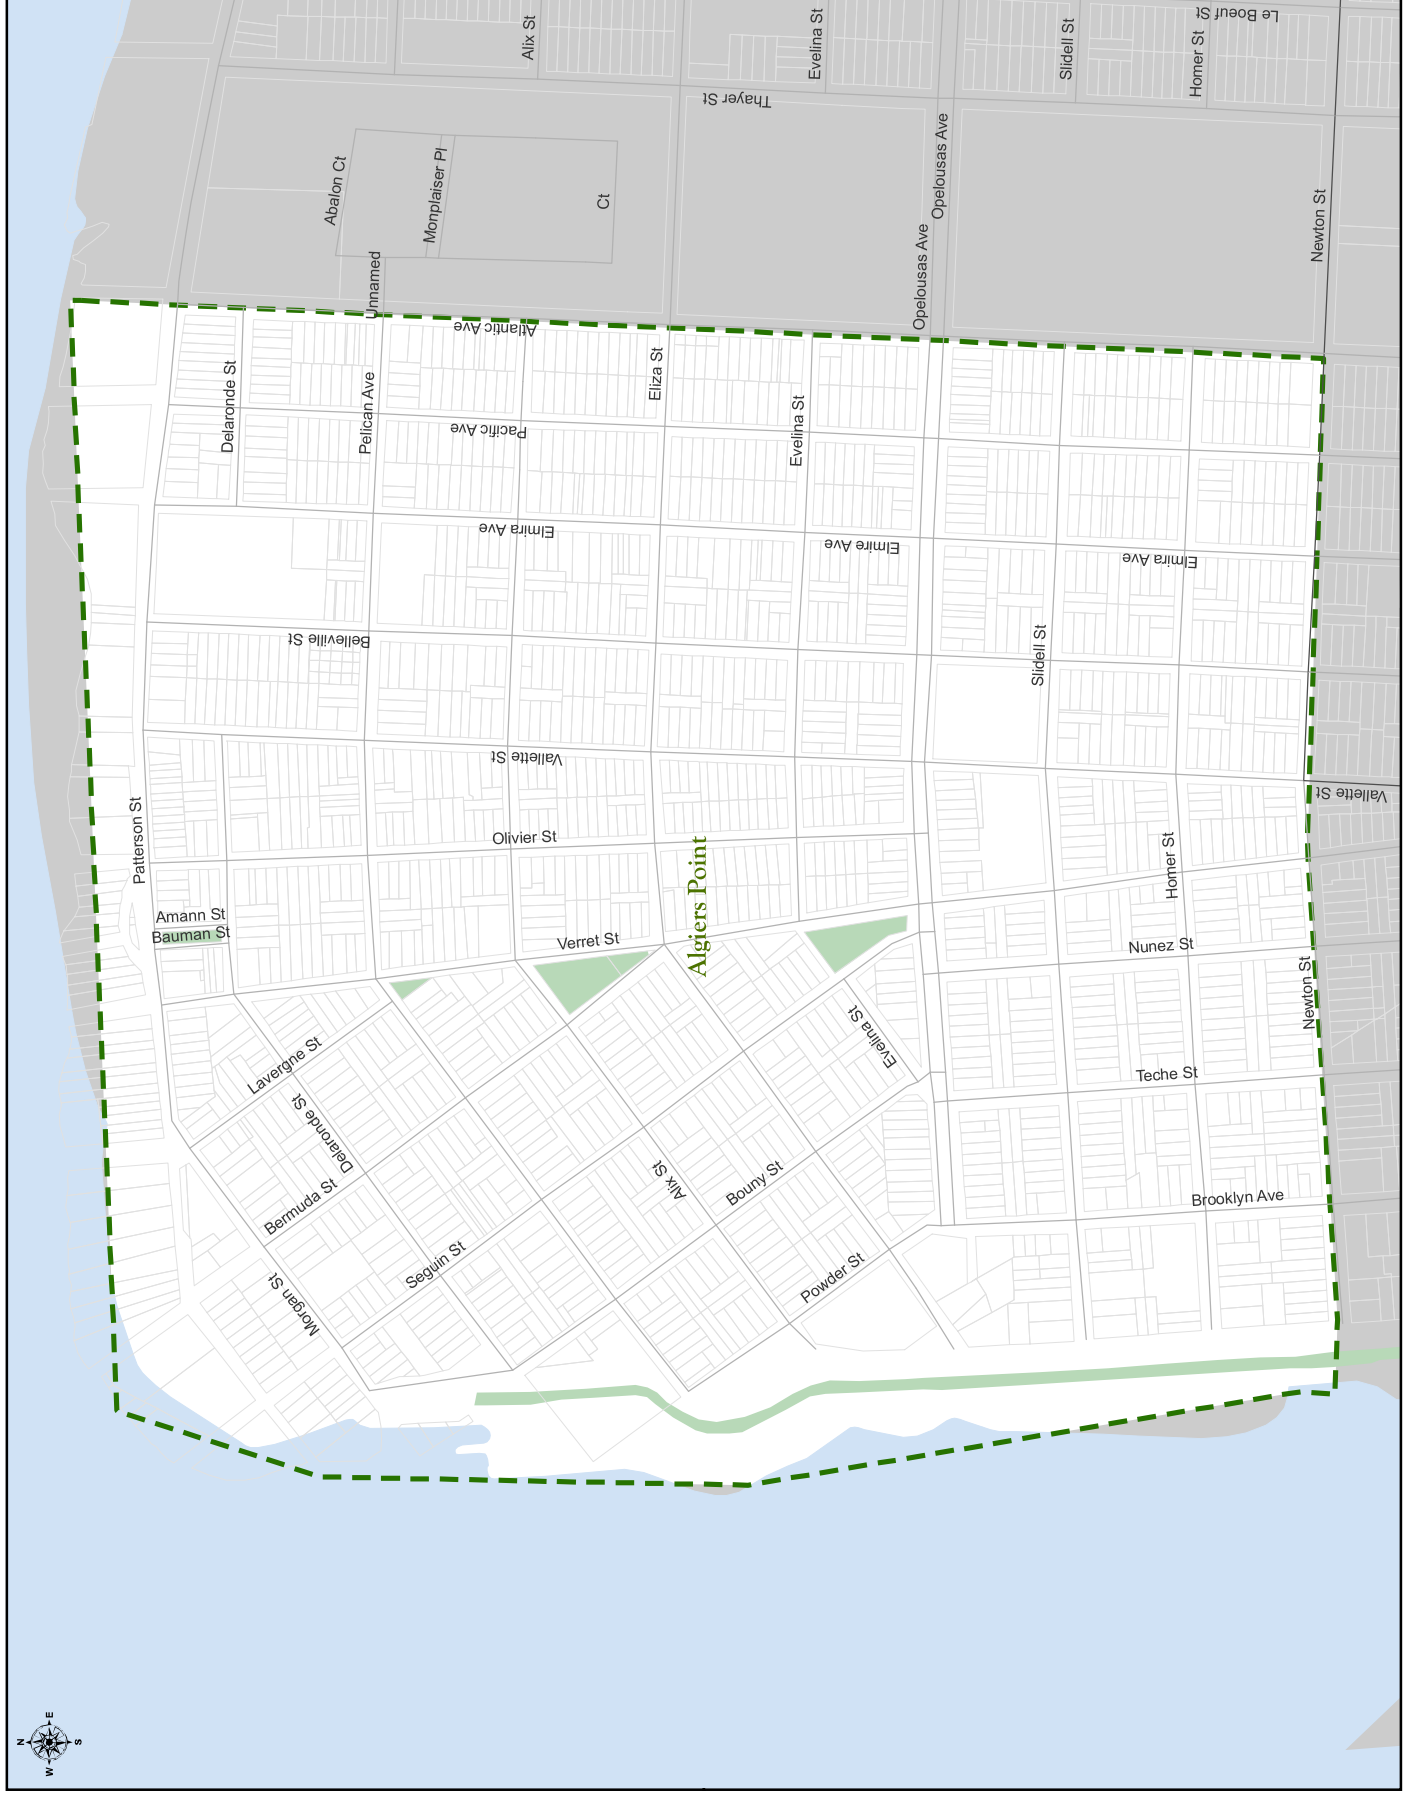 Le Boeuf St
Alix St
Evelina St
Slidell St
Homer St
Thayer St
Abalon Ct
Monplaiser Pl
Ct
Opelousas Ave
Newton St
Unnamed
Opelousas Ave
Atlantic Ave
Delaronde St
Pelican Ave
Eliza St
Evelina St
Pacific Ave
Elmira Ave
Elmire Ave
Elmira Ave
Belleville St
Slidell St
Vallette St
Vallette St
Patterson St
Olivier St
Homer St
Algiers Point
Amann St
Bauman St
Verret St
Nunez St
Newton St
Evelina St
Lavergne St
Teche St
Delaronde St
Alix St
Bouny St
Bermuda St
Brooklyn Ave
Seguin St
Powder St
Morgan St
N
E
S
W